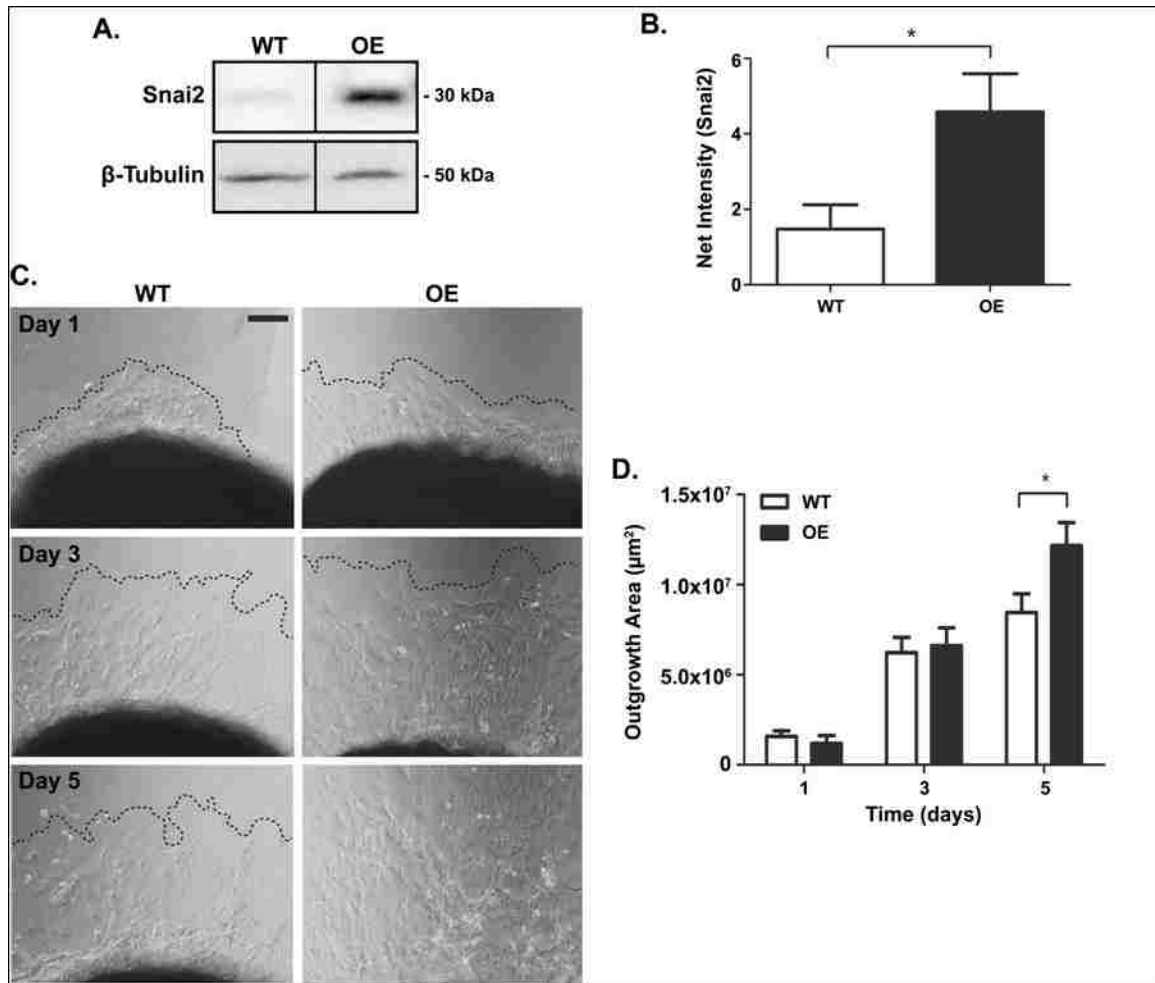 A.
WT OE
Snai2 - 30 kDa
β-Tubulin - 50 kDa
B.
*
Net Intensity (Snai2)
6
4
2
0
WT OE
C.
WT OE
Day 1
Day 3
Day 5
D.
*
WT
OE
Outgrowth Area (µm²)
1.5x10⁷
1.0x10⁷
5.0x10⁶
0
1 3 5
Time (days)